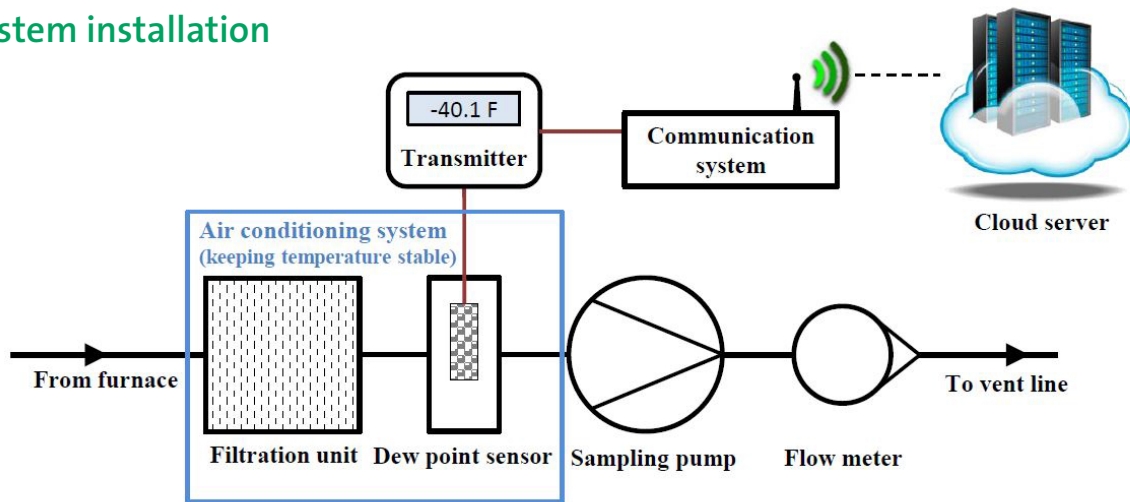 stem installation
-40.1 F
Transmitter
Communication
system
Cloud server
Air conditioning system
(keeping temperature stable)
From furnace
To vent line
Filtration unit
Dew point sensor
Sampling pump
Flow meter